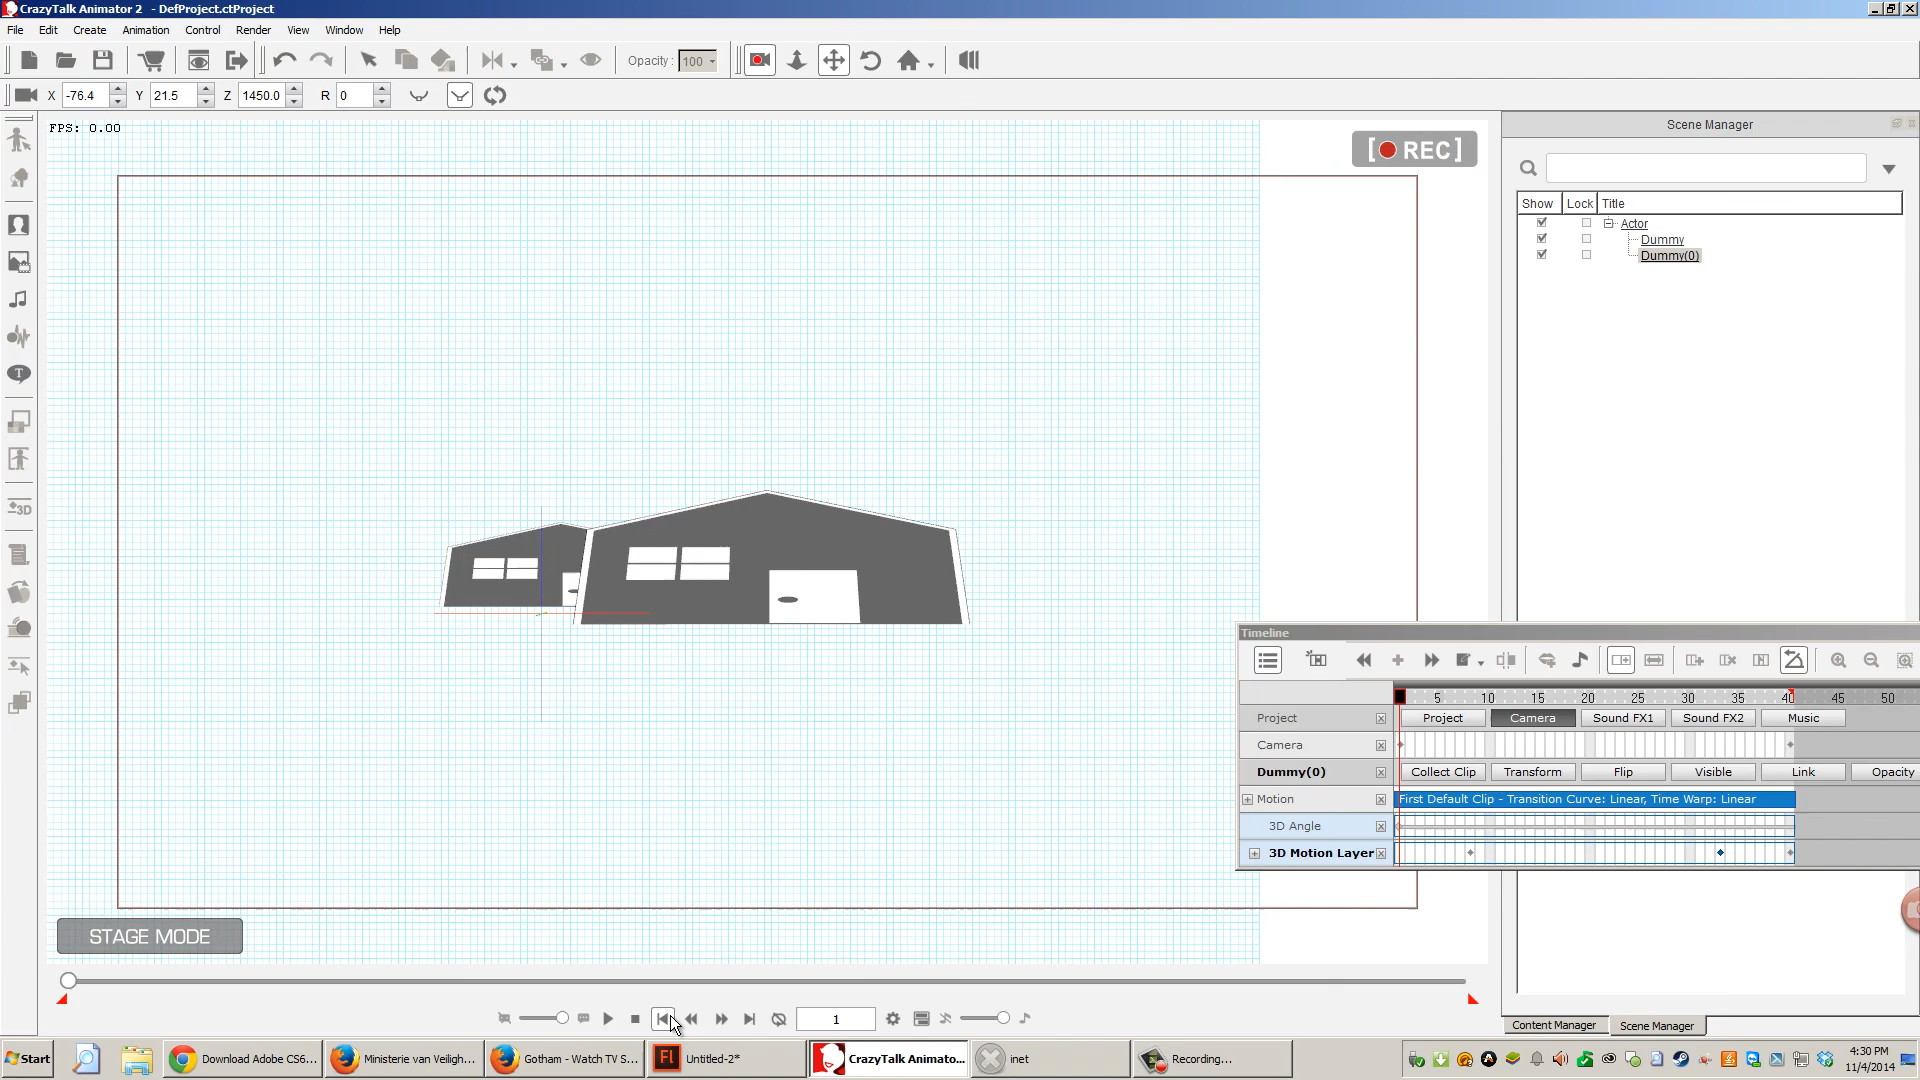 CrazyTalk Animator 2 - DefProject.ctProject
File Edit Create Animation Control Render View Window Help
Opacity : 100
X -76.4 Y 21.5 Z 1450.0 R 0
FPS: 0.00
[ REC]
Scene Manager
Show Lock Title
Actor
Dummy
Dummy(0)
+3D
Timeline
5 10 15 20 25 30 35 40 45 50
Project Project Camera Sound FX1 Sound FX2 Music
Camera
Dummy(0) Collect Clip Transform Flip Visible Link Opacity
Motion First Default Clip - Transition Curve: Linear, Time Warp: Linear
3D Angle
3D Motion Layer
STAGE MODE
1
Content Manager Scene Manager
Start Download Adobe CS6... Ministerie van Veiligh... Gotham - Watch TV S... Fl Untitled-2* CrazyTalk Animato... inet Recording...
4:30 PM
11/4/2014